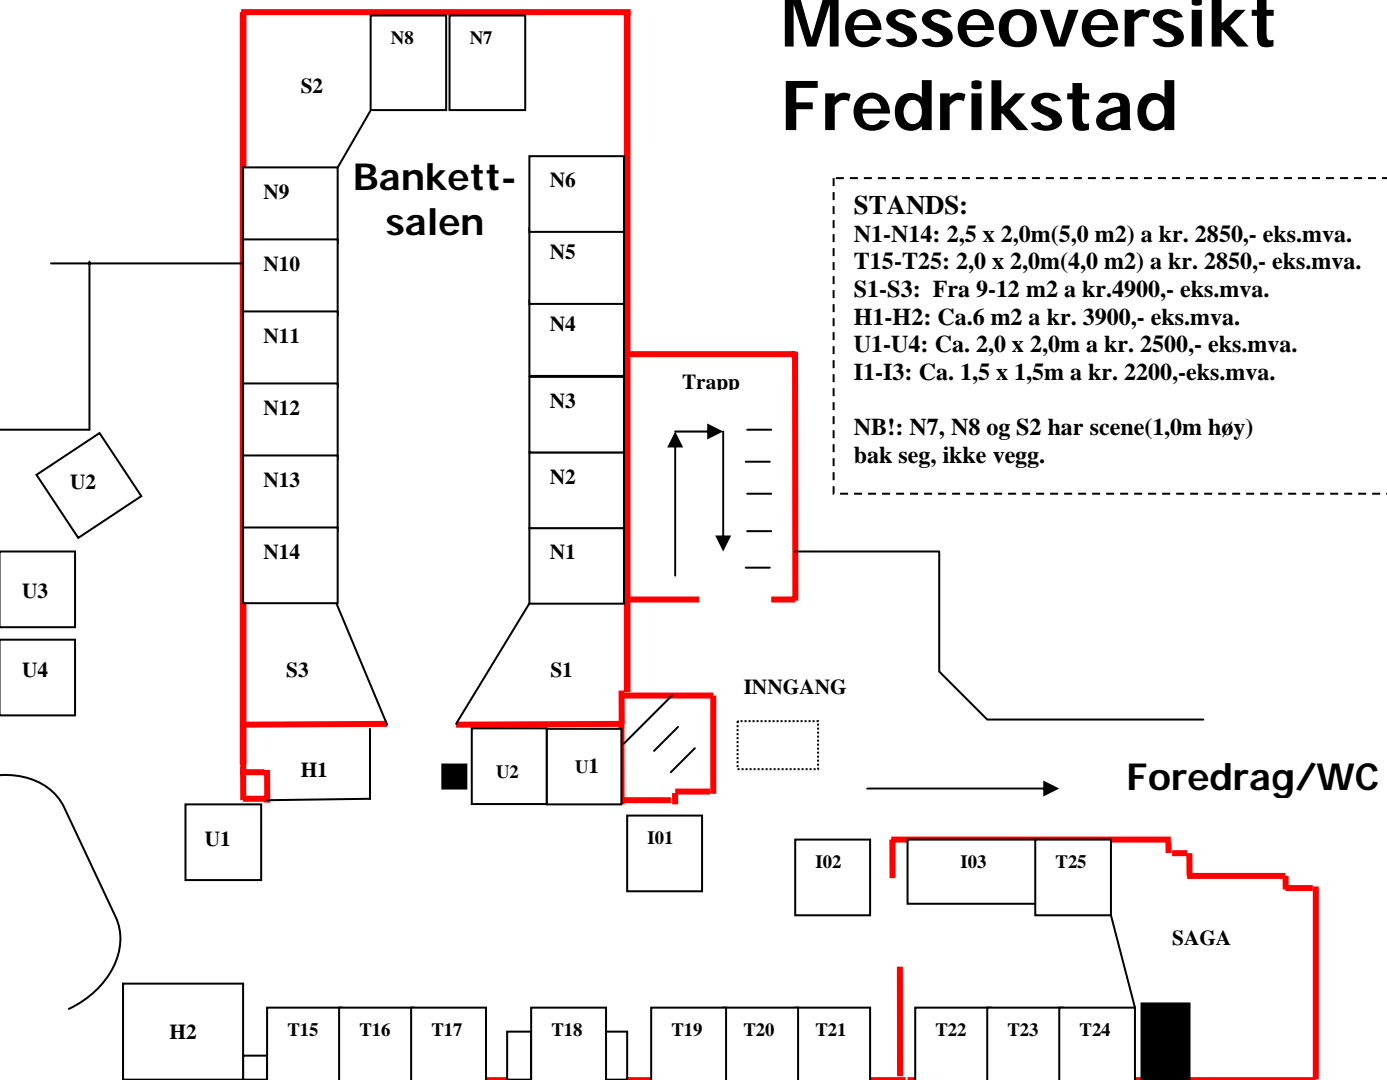 Messeoversikt
Fredrikstad
N8
N7
S2
Bankett-
salen
N9
N6
N10
N5
N11
N4
N12
N3
N13
N2
N14
N1
S3
S1
STANDS:
N1-N14: 2,5 x 2,0m(5,0 m2) a kr. 2850,- eks.mva.
T15-T25: 2,0 x 2,0m(4,0 m2) a kr. 2850,- eks.mva.
S1-S3:  Fra 9-12 m2 a kr.4900,- eks.mva.
H1-H2: Ca.6 m2 a kr. 3900,- eks.mva.
U1-U4: Ca. 2,0 x 2,0m a kr. 2500,- eks.mva.
I1-I3: Ca. 1,5 x 1,5m a kr. 2200,-eks.mva.
NB!: N7, N8 og S2 har scene(1,0m høy)
bak seg, ikke vegg.
Trapp
U2
U3
U4
INNGANG
H1
U2
U1
Foredrag/WC
U1
I01
I02
I03
T25
SAGA
H2
T15
T16
T17
T18
T19
T20
T21
T22
T23
T24